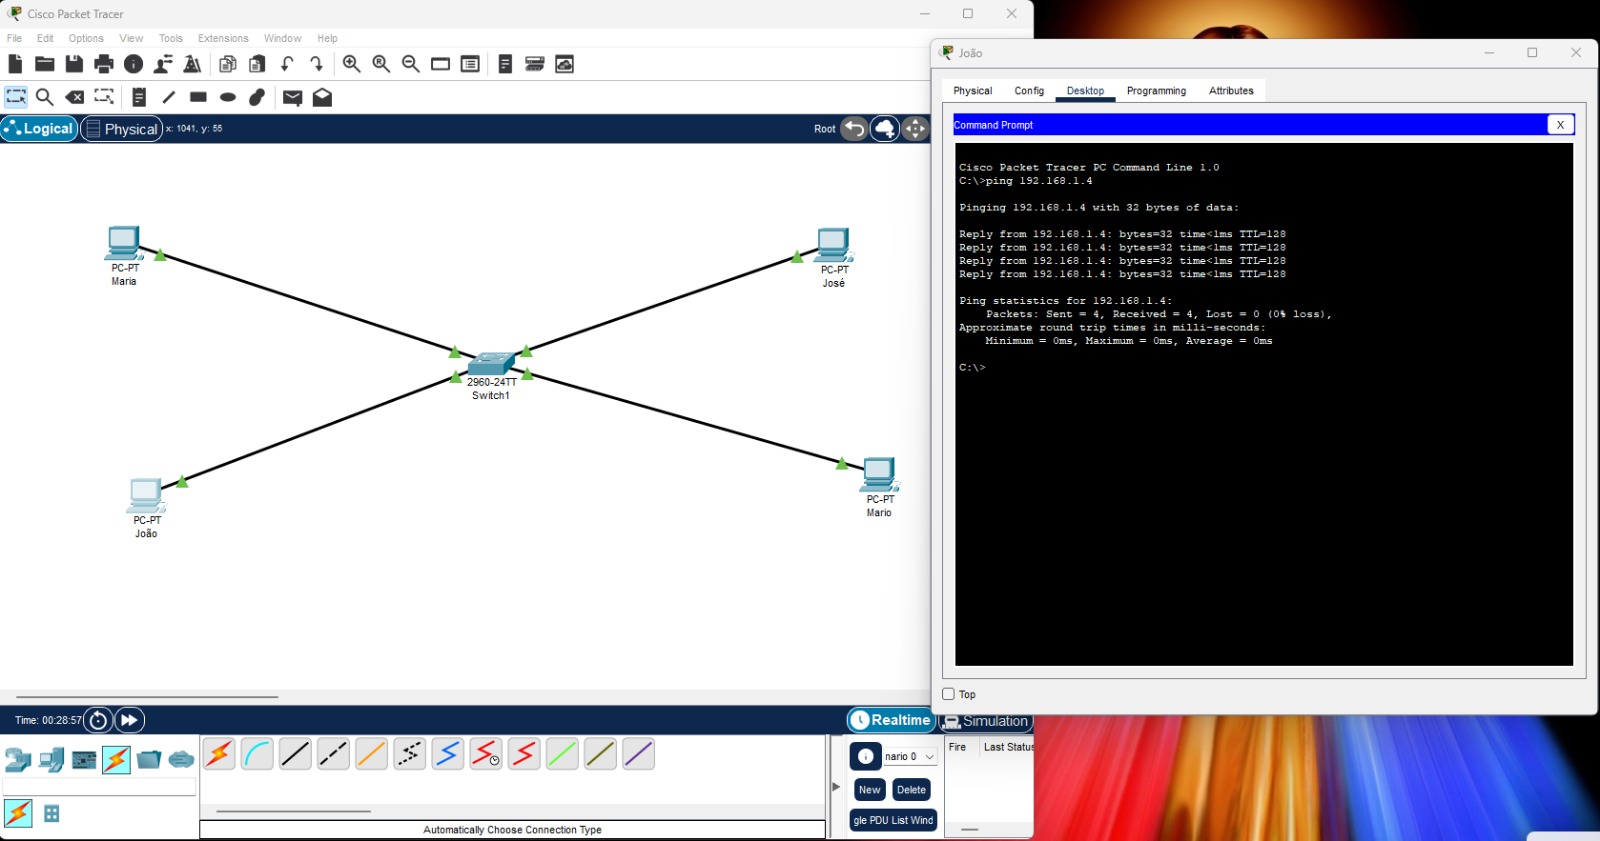 Cisco Packet Tracer
File Edit Options View Tools Extensions Window Help
Logical Physical x: 1041, y: 55 Root
PC-PT
Maria
PC-PT
José
2960-24TT
Switch1
PC-PT
João
PC-PT
Mario
Time: 00:28:57
Realtime Simulation
nario 0
New Delete
gle PDU List Wind
Fire Last Status
Automatically Choose Connection Type
João
Physical Config Desktop Programming Attributes
Command Prompt X
Cisco Packet Tracer PC Command Line 1.0
C:\>ping 192.168.1.4
Pinging 192.168.1.4 with 32 bytes of data:
Reply from 192.168.1.4: bytes=32 time<1ms TTL=128
Reply from 192.168.1.4: bytes=32 time<1ms TTL=128
Reply from 192.168.1.4: bytes=32 time<1ms TTL=128
Reply from 192.168.1.4: bytes=32 time<1ms TTL=128
Ping statistics for 192.168.1.4:
Packets: Sent = 4, Received = 4, Lost = 0 (0% loss),
Approximate round trip times in milli-seconds:
Minimum = 0ms, Maximum = 0ms, Average = 0ms
C:\>
Top